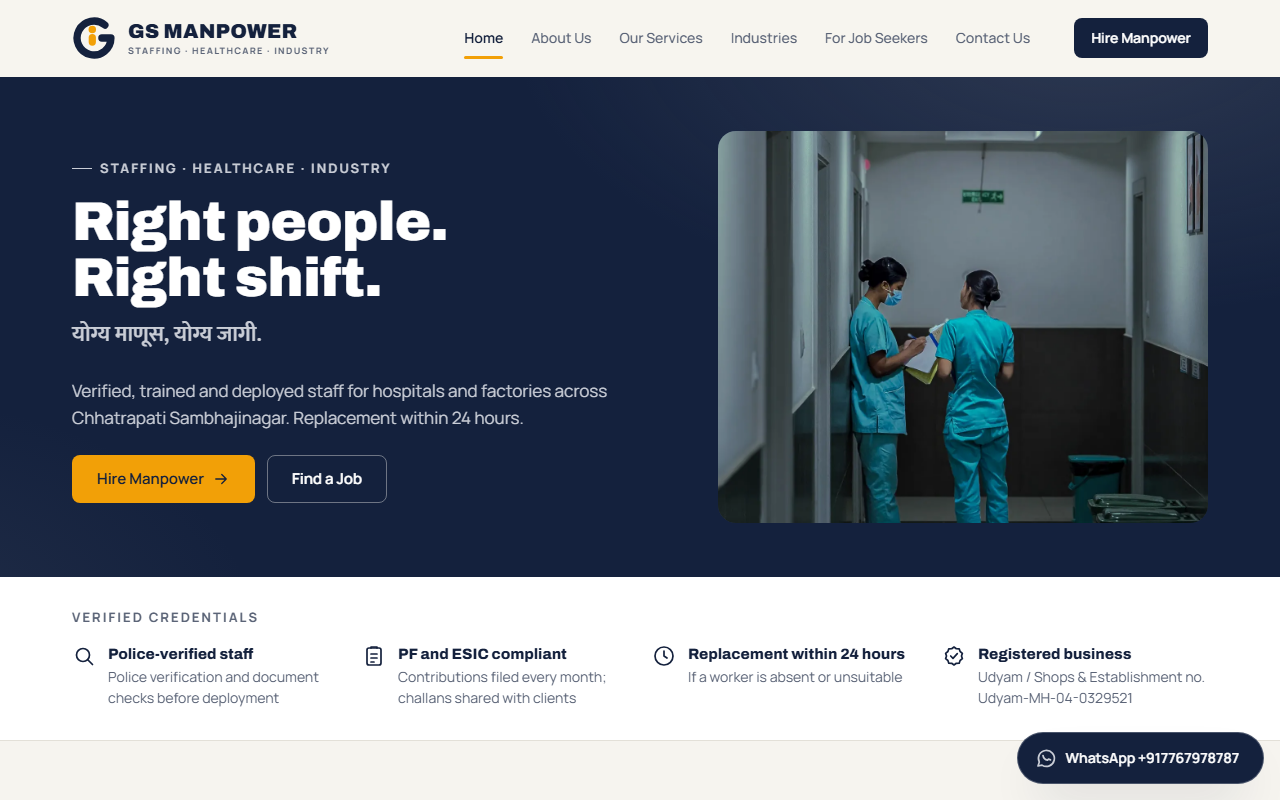 GS MANPOWER
STAFFING · HEALTHCARE · INDUSTRY
Home
About Us
Our Services
Industries
For Job Seekers
Contact Us
Hire Manpower
STAFFING · HEALTHCARE · INDUSTRY
Right people.
Right shift.
योग्य माणूस, योग्य जागी.
Verified, trained and deployed staff for hospitals and factories across
Chhatrapati Sambhajinagar. Replacement within 24 hours.
Hire Manpower →
Find a Job
VERIFIED CREDENTIALS
Police-verified staff
Police verification and document
checks before deployment
PF and ESIC compliant
Contributions filed every month;
challans shared with clients
Replacement within 24 hours
If a worker is absent or unsuitable
Registered business
Udyam / Shops & Establishment no.
Udyam-MH-04-0329521
WhatsApp +917767978787